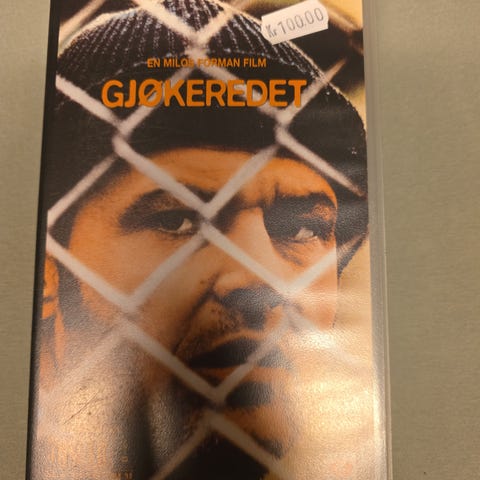 Kr 100.00
EN MILOS FORMAN FILM
GJØKEREDET